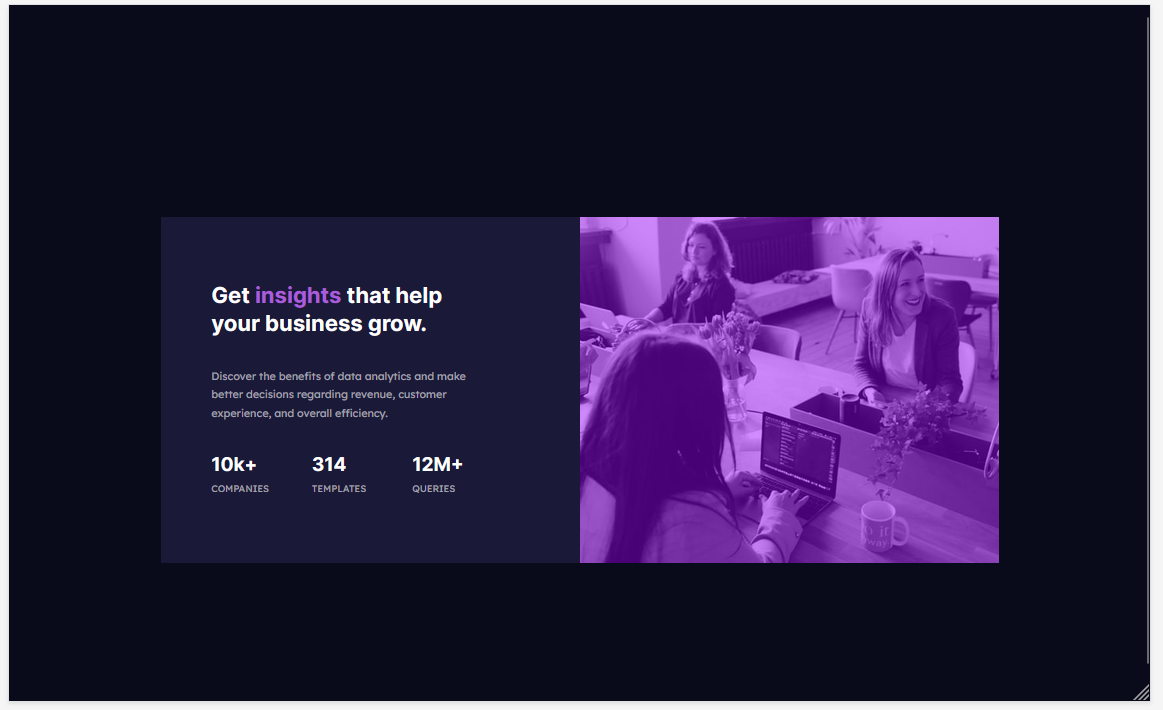 Get insights that help
your business grow.
Discover the benefits of data analytics and make
better decisions regarding revenue, customer
experience, and overall efficiency.
10k+ 314 12M+
COMPANIES TEMPLATES QUERIES